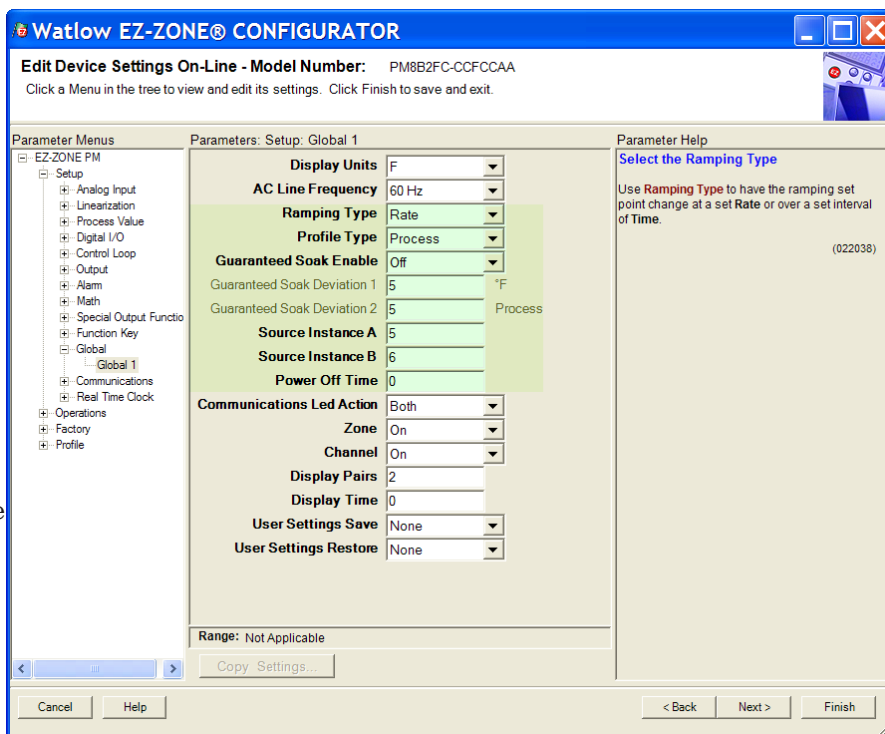 Watlow EZ-ZONE® CONFIGURATOR
Edit Device Settings On-Line - Model Number: PM8B2FC-CCFCCAA
Click a Menu in the tree to view and edit its settings. Click Finish to save and exit.
Parameter Menus
EZ-ZONE PM
Setup
Analog Input
Linearization
Process Value
Digital I/O
Control Loop
Output
Alarm
Math
Special Output Functio
Function Key
Global
Global 1
Communications
Real Time Clock
Operations
Factory
Profile
Parameters: Setup: Global 1
Display Units F
AC Line Frequency 60 Hz
Ramping Type Rate
Profile Type Process
Guaranteed Soak Enable Off
Guaranteed Soak Deviation 1 5 °F
Guaranteed Soak Deviation 2 5 Process
Source Instance A 5
Source Instance B 6
Power Off Time 0
Communications Led Action Both
Zone On
Channel On
Display Pairs 2
Display Time 0
User Settings Save None
User Settings Restore None
Range: Not Applicable
Copy Settings...
Parameter Help
Select the Ramping Type
Use Ramping Type to have the ramping set
point change at a set Rate or over a set interval
of Time.
(022038)
e
Cancel Help < Back Next > Finish